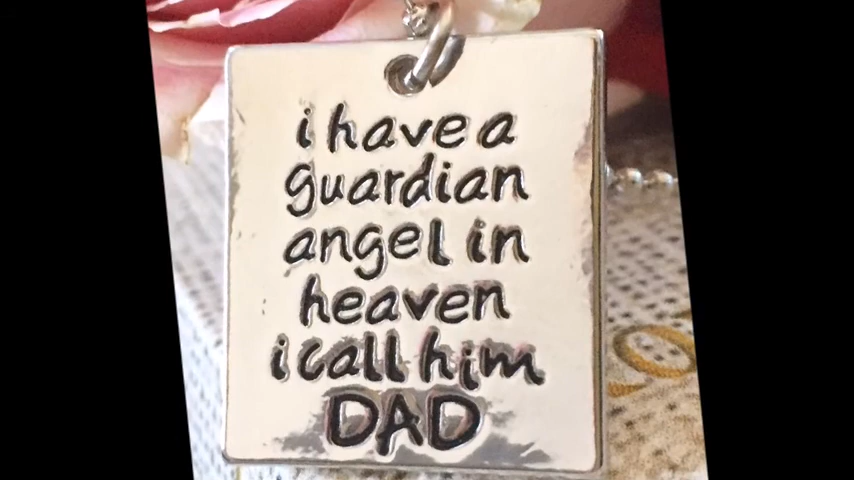 i have a
guardian
angel in
heaven
i call him
DAD